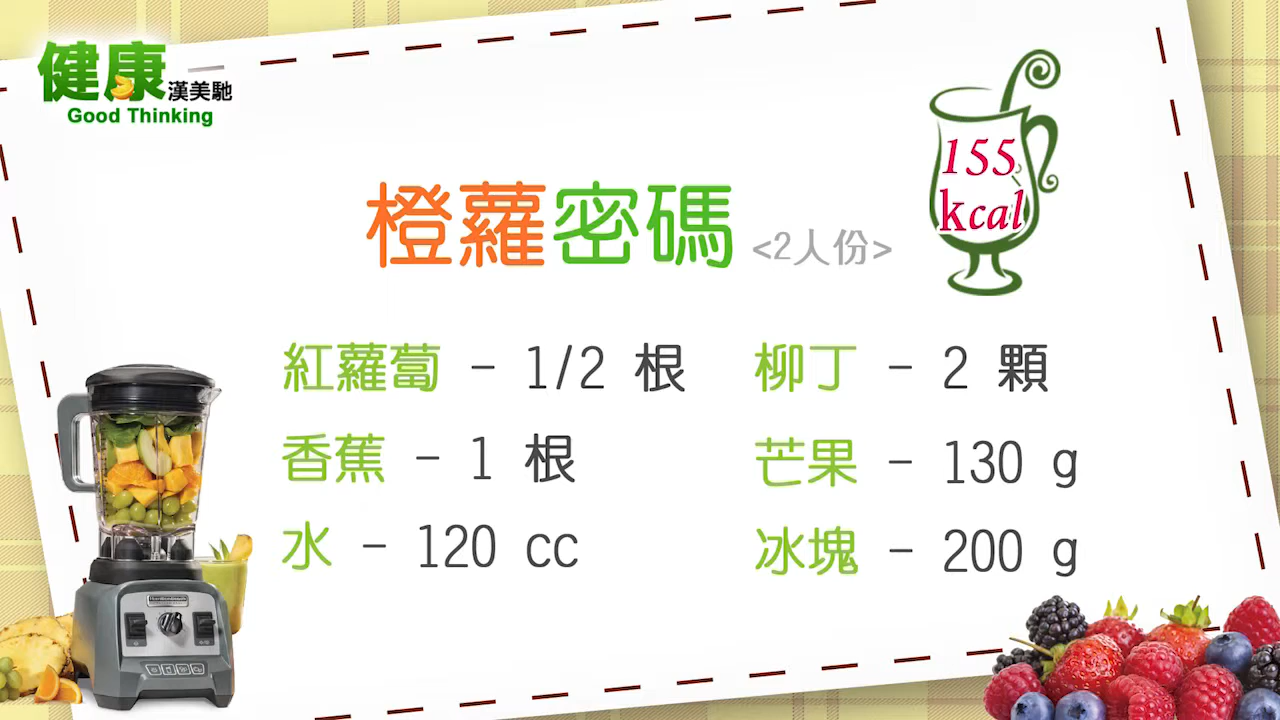 健康漢美馳
Good Thinking
155
kcal
橙蘿密碼 <2人份>
紅蘿蔔 - 1/2 根
柳丁 - 2 顆
香蕉 - 1 根
芒果 - 130 g
水 - 120 cc
冰塊 - 200 g